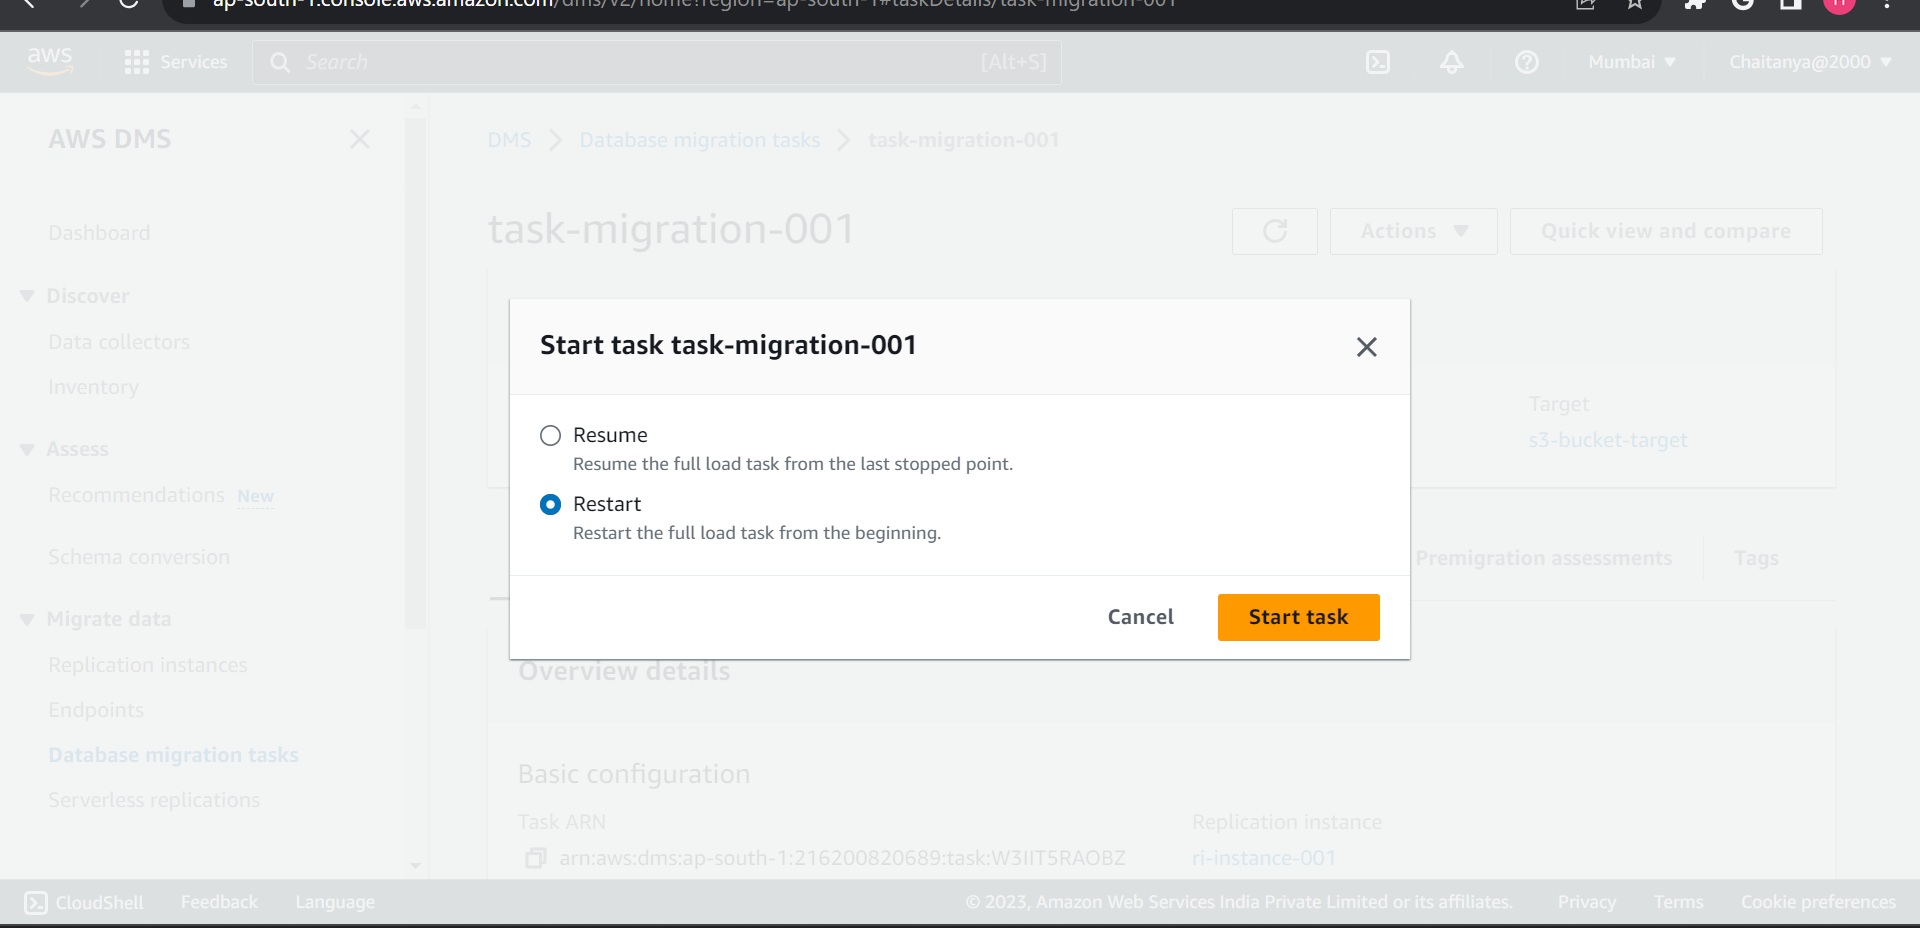 ap-south-1.console.aws.amazon.com/dms/v2/home?region=ap-south-1#taskDetails/task-migration-001
H
aws
Services
Search
[Alt+S]
Mumbai
Chaitanya@2000
AWS DMS
Dashboard
Discover
Data collectors
Inventory
Assess
Recommendations New
Schema conversion
Migrate data
Replication instances
Endpoints
Database migration tasks
Serverless replications
DMS
Database migration tasks
task-migration-001
task-migration-001
Actions
Quick view and compare
Target
s3-bucket-target
Start task task-migration-001
Resume
Resume the full load task from the last stopped point.
Restart
Restart the full load task from the beginning.
Cancel
Start task
Premigration assessments
Tags
Overview details
Basic configuration
Task ARN
arn:aws:dms:ap-south-1:216200820689:task:W3IIT5RAOBZ
Replication instance
ri-instance-001
CloudShell
Feedback
Language
© 2023, Amazon Web Services India Private Limited or its affiliates.
Privacy
Terms
Cookie preferences